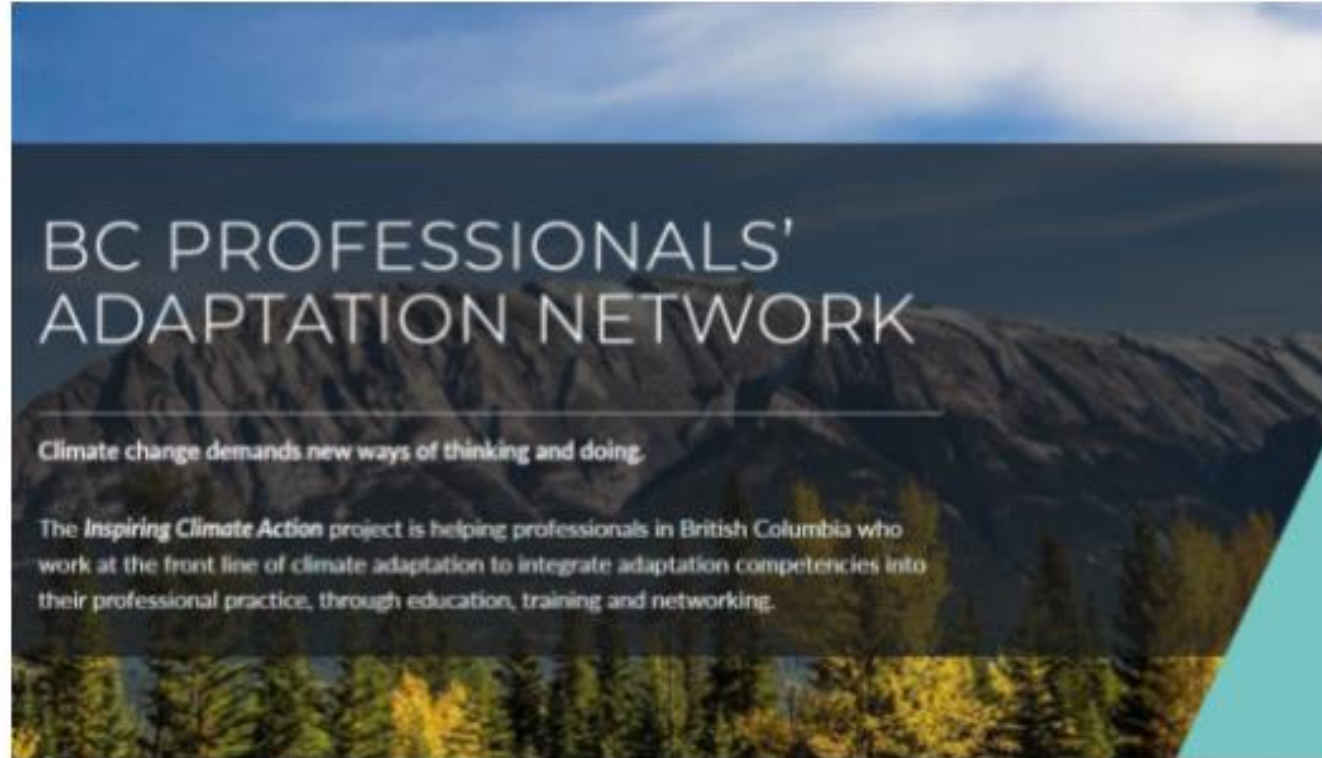 BC PROFESSIONALS’
ADAPTATION NETWORK
Climate change demands new ways of thinking and doing.
The Inspiring Climate Action project is helping professionals in British Columbia who
work at the front line of climate adaptation to integrate adaptation competencies into
their professional practice, through education, training and networking.